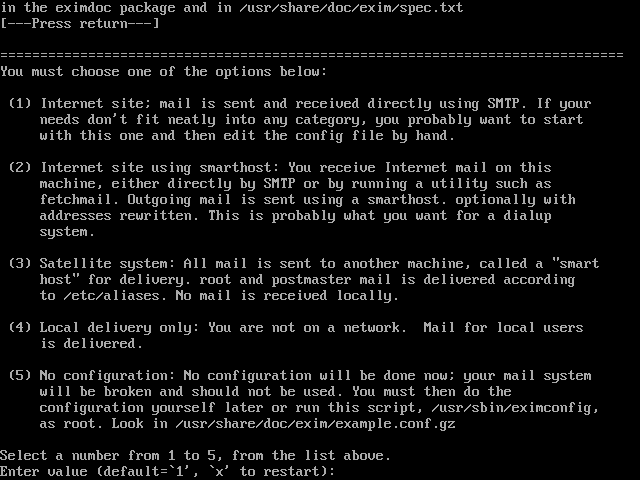 in the eximdoc package and in /usr/share/doc/exim/spec.txt
[---Press return---]
==============================================================================
You must choose one of the options below:
(1) Internet site; mail is sent and received directly using SMTP. If your
needs don't fit neatly into any category, you probably want to start
with this one and then edit the config file by hand.
(2) Internet site using smarthost: You receive Internet mail on this
machine, either directly by SMTP or by running a utility such as
fetchmail. Outgoing mail is sent using a smarthost. optionally with
addresses rewritten. This is probably what you want for a dialup
system.
(3) Satellite system: All mail is sent to another machine, called a "smart
host" for delivery. root and postmaster mail is delivered according
to /etc/aliases. No mail is received locally.
(4) Local delivery only: You are not on a network.  Mail for local users
is delivered.
(5) No configuration: No configuration will be done now; your mail system
will be broken and should not be used. You must then do the
configuration yourself later or run this script, /usr/sbin/eximconfig,
as root. Look in /usr/share/doc/exim/example.conf.gz
Select a number from 1 to 5, from the list above.
Enter value (default=`1', `x' to restart):